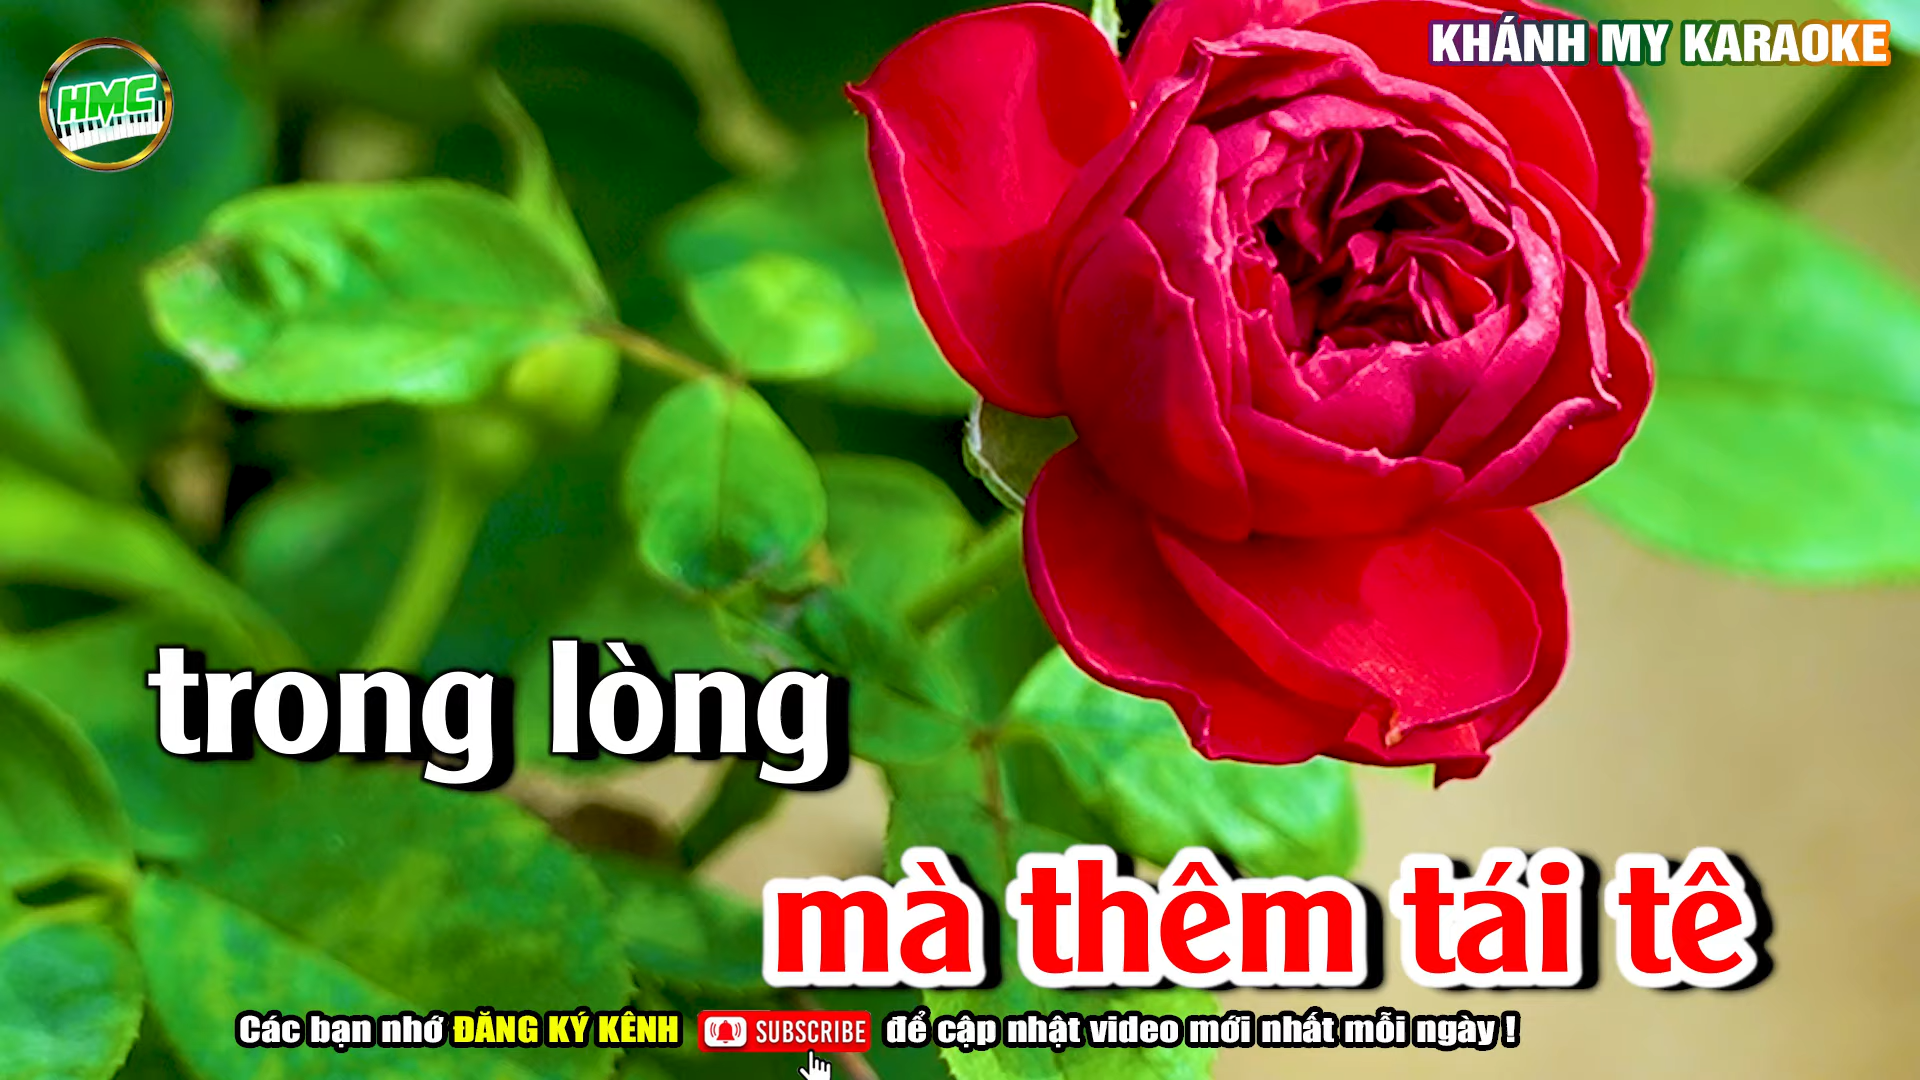 HMC
KHÁNH MY KARAOKE
trong lòng
mà thêm tái tê
Các bạn nhớ ĐĂNG KÝ KÊNH SUBSCRIBE để cập nhật video mới nhất mỗi ngày !